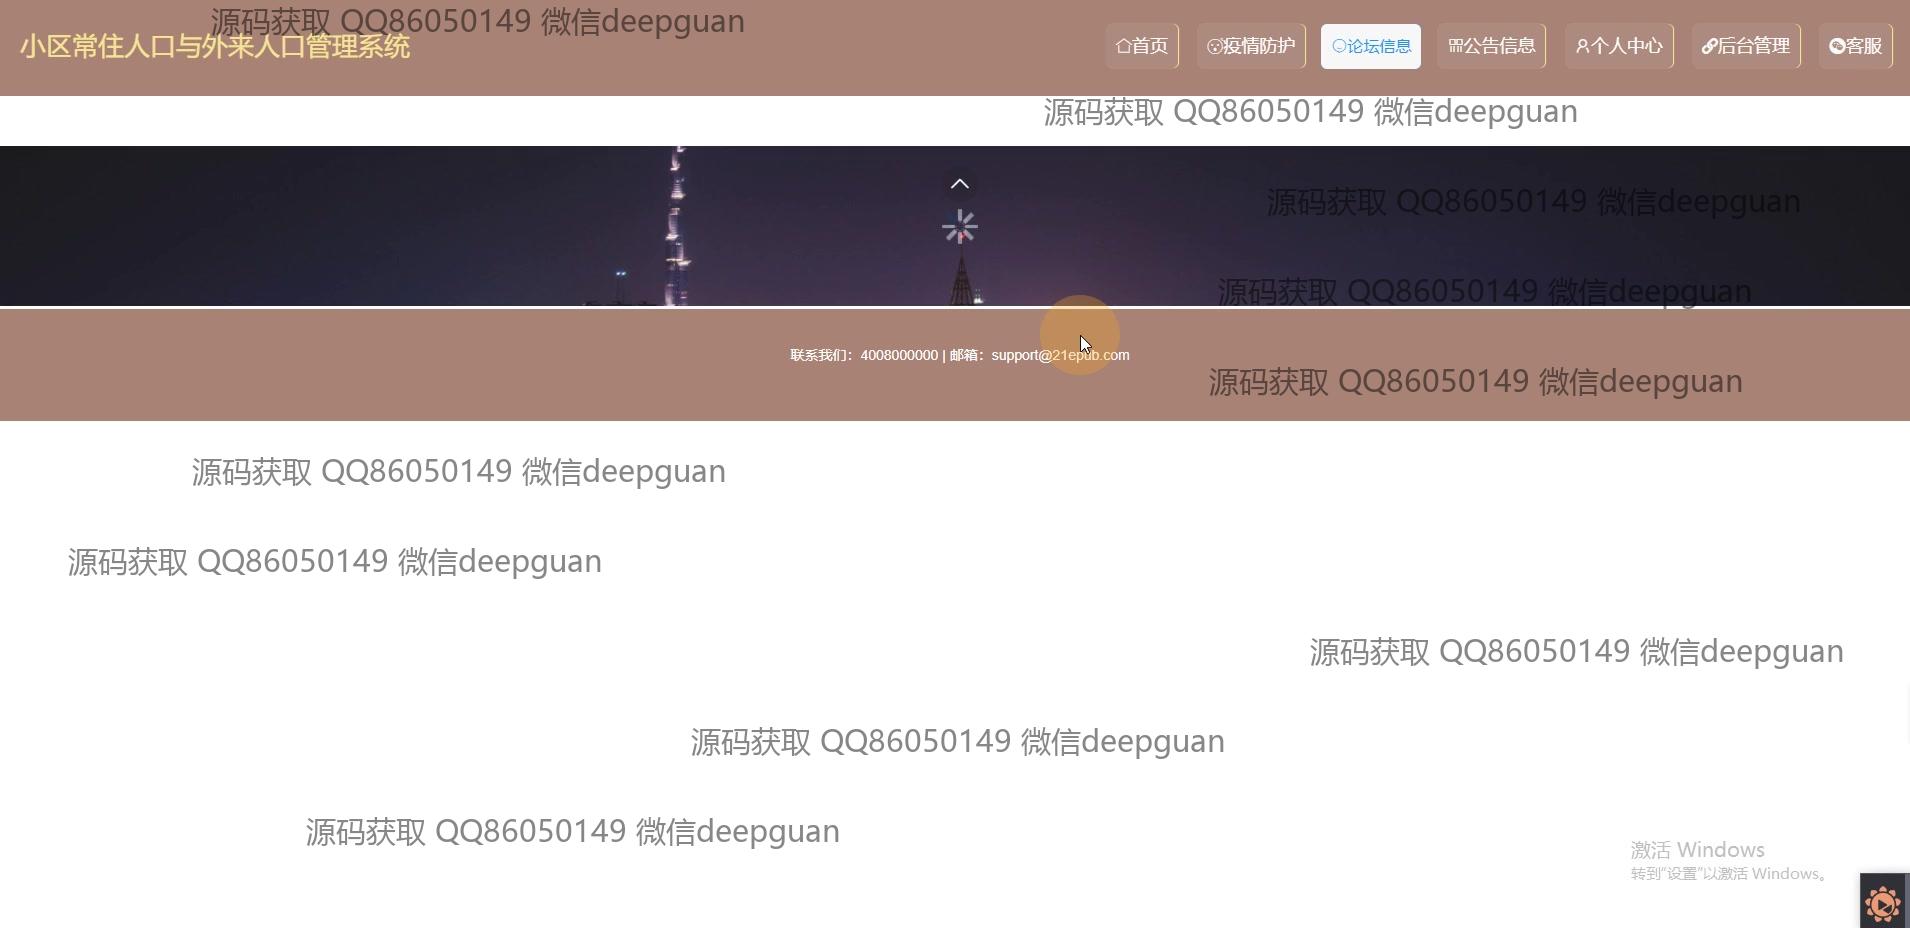 源码获取 QQ86050149 微信deepguan
小区常住人口与外来人口管理系统
首页
疫情防护
论坛信息
公告信息
个人中心
后台管理
客服
源码获取 QQ86050149 微信deepguan
源码获取 QQ86050149 微信deepguan
源码获取 QQ86050149 微信deepguan
联系我们：4008000000 | 邮箱：support@21epub.com
源码获取 QQ86050149 微信deepguan
源码获取 QQ86050149 微信deepguan
源码获取 QQ86050149 微信deepguan
源码获取 QQ86050149 微信deepguan
源码获取 QQ86050149 微信deepguan
源码获取 QQ86050149 微信deepguan
激活 Windows
转到“设置”以激活 Windows。